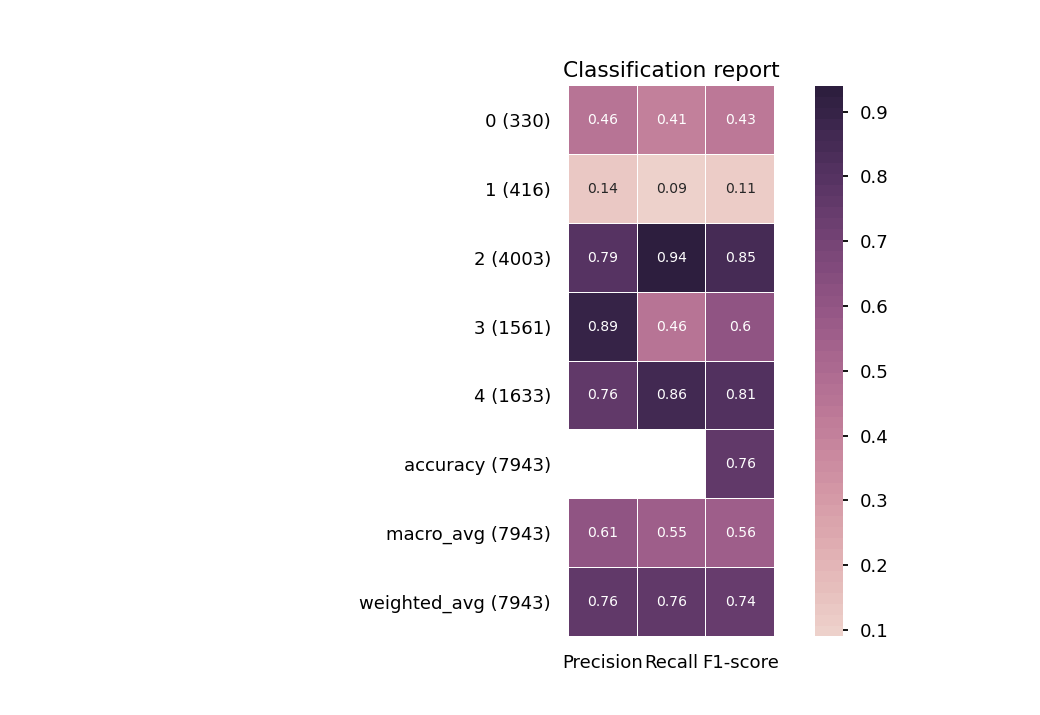 Classification report
0 (330) 0.46 0.41 0.43
1 (416) 0.14 0.09 0.11
2 (4003) 0.79 0.94 0.85
3 (1561) 0.89 0.46 0.6
4 (1633) 0.76 0.86 0.81
accuracy (7943) 0.76
macro_avg (7943) 0.61 0.55 0.56
weighted_avg (7943) 0.76 0.76 0.74
Precision Recall F1-score
0.9
0.8
0.7
0.6
0.5
0.4
0.3
0.2
0.1